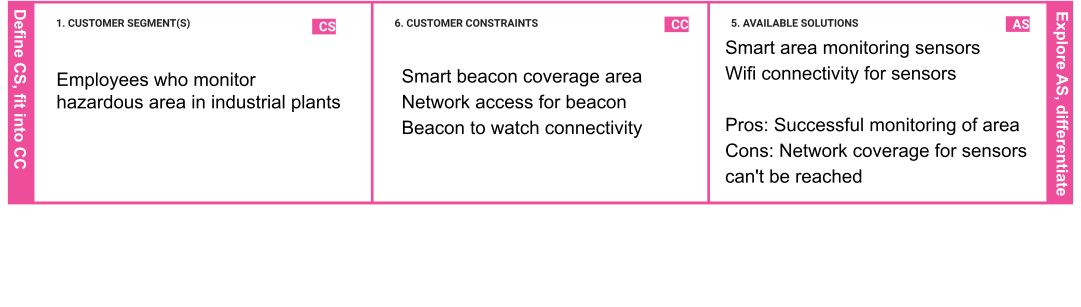 Define CS, fit into CC
1. CUSTOMER SEGMENT(S)
CS
Employees who monitor
hazardous area in industrial plants
6. CUSTOMER CONSTRAINTS
CC
Smart beacon coverage area
Network access for beacon
Beacon to watch connectivity
5. AVAILABLE SOLUTIONS
AS
Smart area monitoring sensors
Wifi connectivity for sensors
Pros: Successful monitoring of area
Cons: Network coverage for sensors
can't be reached
Explore AS, differentiate